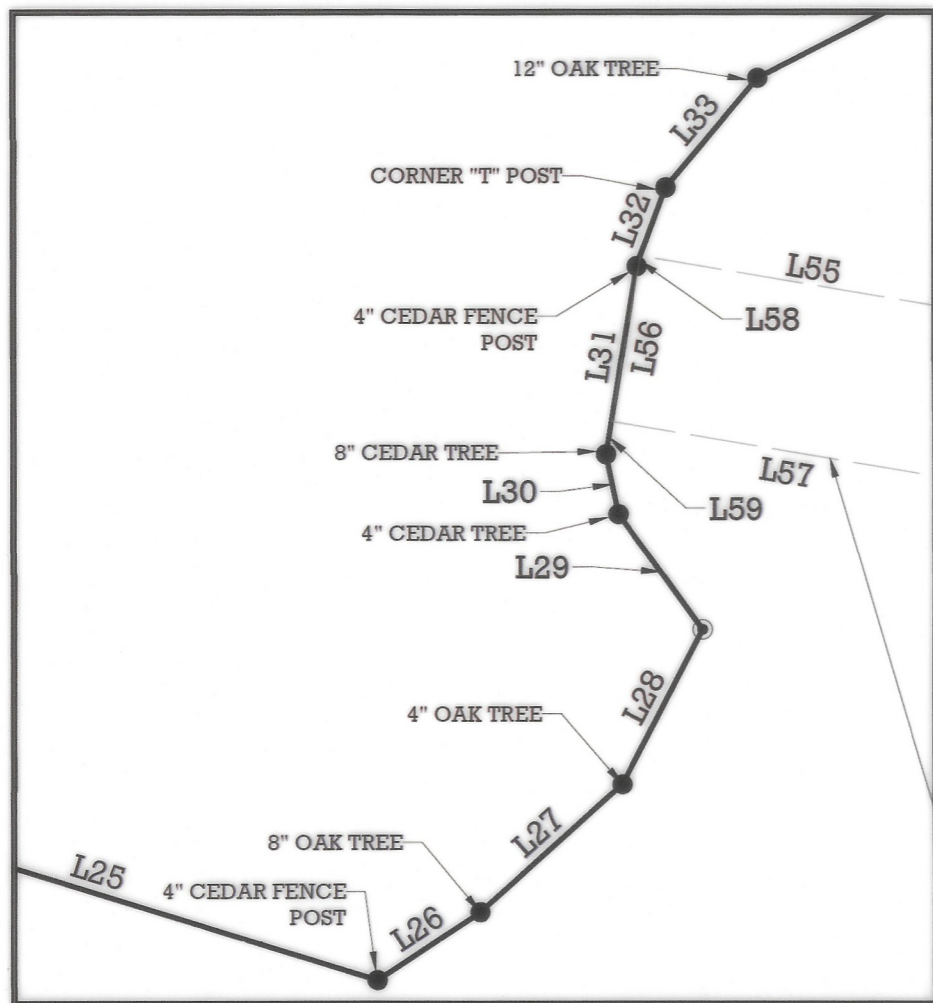 12" OAK TREE
L33
CORNER "T" POST
L32
L55
4" CEDAR FENCE
POST
L58
L31
L56
8" CEDAR TREE
L57
L30
L59
4" CEDAR TREE
L29
L28
4" OAK TREE
L27
8" OAK TREE
L25
4" CEDAR FENCE
POST
L26